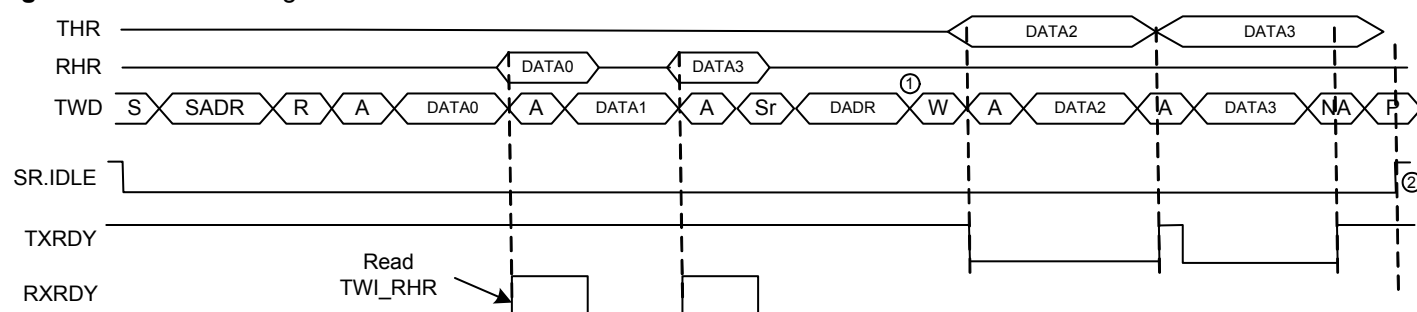 THR DATA2 DATA3
RHR DATA0 DATA3
①
TWD S SADR R A DATA0 A DATA1 A Sr DADR W A DATA2 A DATA3 NA P
SR.IDLE ②
TXRDY
Read
TWI_RHR
RXRDY